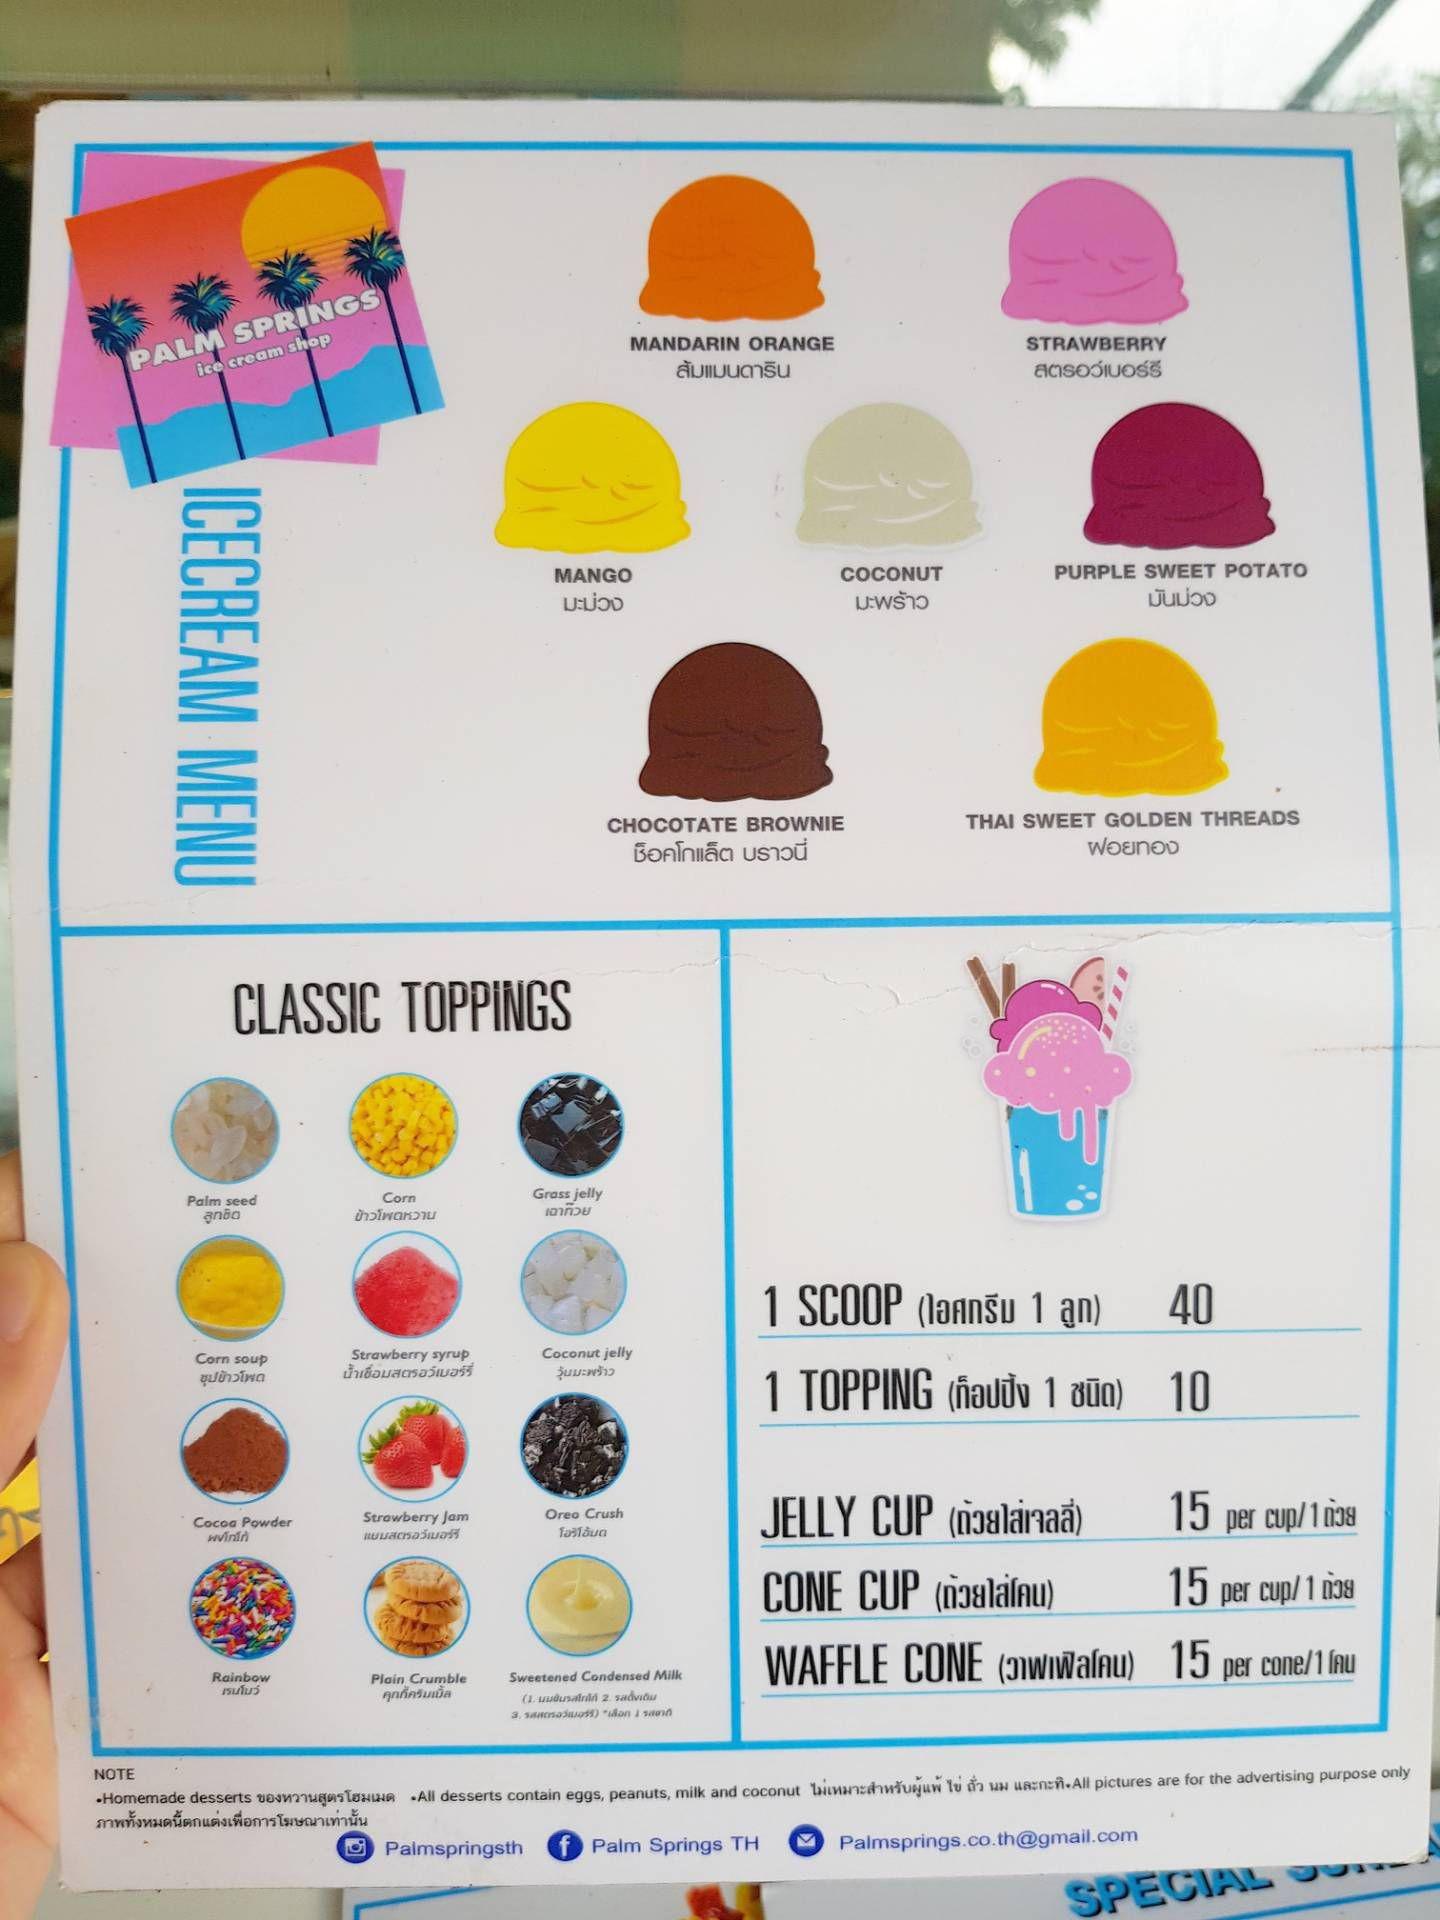 PALM SPRINGS
ice cream shop
ICECREAM MENU
MANDARIN ORANGE
ส้มแมนดาริน
STRAWBERRY
สตรอว์เบอร์รี
MANGO
มะม่วง
COCONUT
มะพร้าว
PURPLE SWEET POTATO
มันม่วง
CHOCOTATE BROWNIE
ช็อคโกแล็ต บราวนี่
THAI SWEET GOLDEN THREADS
ฝอยทอง
CLASSIC TOPPINGS
Palm seed
ลูกชิด
Corn
ข้าวโพดหวาน
Grass jelly
เฉาก๊วย
Corn soup
ซุปข้าวโพด
Strawberry syrup
น้ำเชื่อมสตรอว์เบอร์รี่
Coconut jelly
วุ้นมะพร้าว
Cocoa Powder
ผงโกโก้
Strawberry Jam
แยมสตรอว์เบอร์รี
Oreo Crush
โอริโอ้บด
Rainbow
เรนโบว์
Plain Crumble
คุกกี้ครัมเบิ้ล
Sweetened Condensed Milk
(1. นมข้นรสโกโก้ 2. รสดั้งเดิม
3. รสสตรอว์เบอร์รี) *เลือก 1 รสชาติ
1 SCOOP (ไอศกรีม 1 ลูก) 40
1 TOPPING (ท็อปปิ้ง 1 ชนิด) 10
JELLY CUP (ถ้วยใส่เจลลี่) 15 per cup/1 ถ้วย
CONE CUP (ถ้วยใส่โคน) 15 per cup/ 1 ถ้วย
WAFFLE CONE (วาฟเฟิลโคน) 15 per cone/1 โคน
NOTE
•Homemade desserts ของหวานสูตรโฮมเมด •All desserts contain eggs, peanuts, milk and coconut ไม่เหมาะสำหรับผู้แพ้ ไข่ ถั่ว นม และกะทิ•All pictures are for the advertising purpose only
ภาพทั้งหมดนี้ตกแต่งเพื่อการโฆษณาเท่านั้น
Palmspringsth Palm Springs TH Palmsprings.co.th@gmail.com
SPECIAL